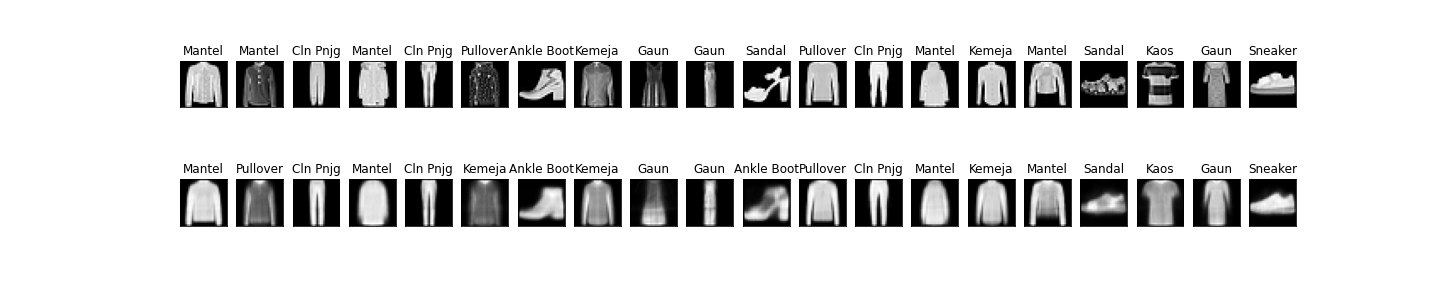 Mantel Mantel Cln Pnjg Mantel Cln Pnjg Pullover Ankle Boot Kemeja Gaun Gaun Sandal Pullover Cln Pnjg Mantel Kemeja Mantel Sandal Kaos Gaun Sneaker
Mantel Pullover Cln Pnjg Mantel Cln Pnjg Kemeja Ankle Boot Kemeja Gaun Gaun Ankle Boot Pullover Cln Pnjg Mantel Kemeja Mantel Sandal Kaos Gaun Sneaker